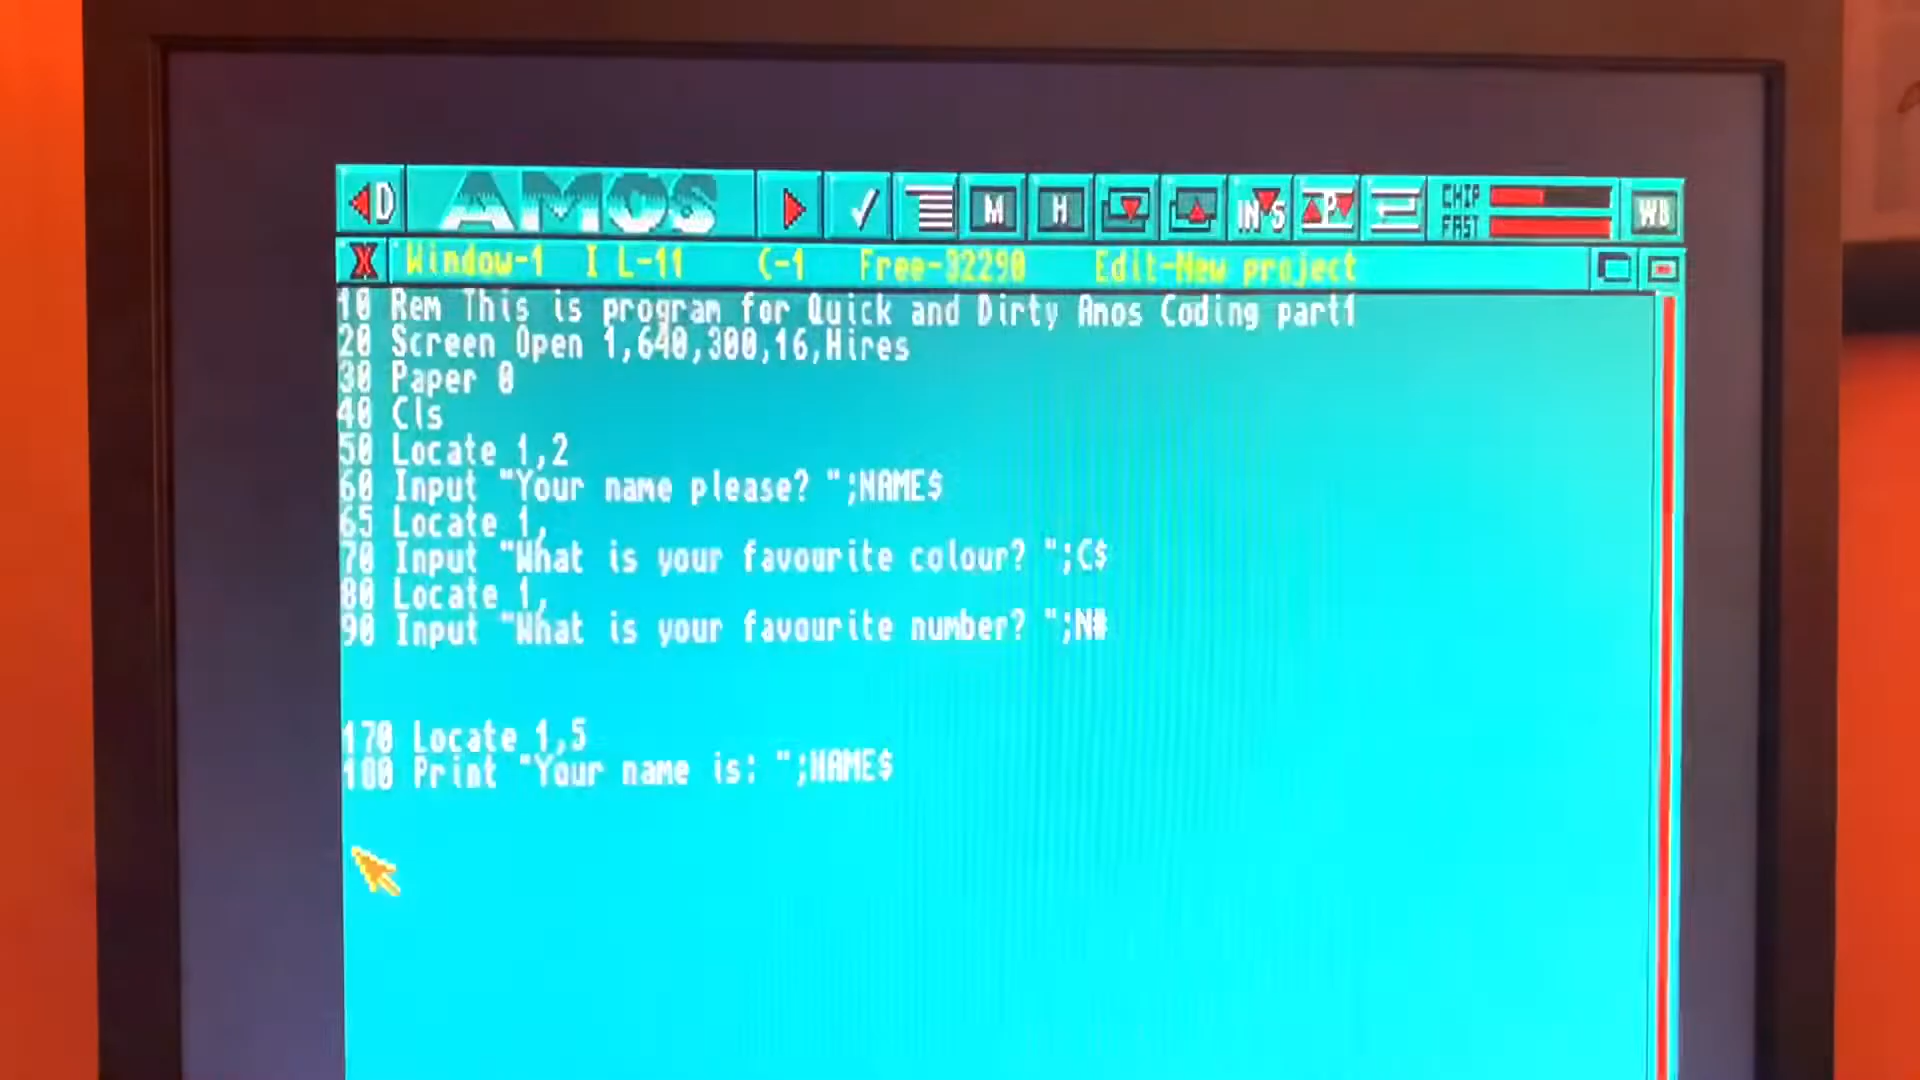 D AMOS M H INS P CHIP FAST WB
X Window-1 I L-11 C-1 Free-32290 Edit-New project
10 Rem This is program for Quick and Dirty Amos Coding part1
20 Screen Open 1,640,300,16,Hires
30 Paper 0
40 Cls
50 Locate 1,2
60 Input "Your name please? ";NAME$
65 Locate 1,
70 Input "What is your favourite colour? ";C$
80 Locate 1,
90 Input "What is your favourite number? ";N#
170 Locate 1,5
180 Print "Your name is: ";NAME$